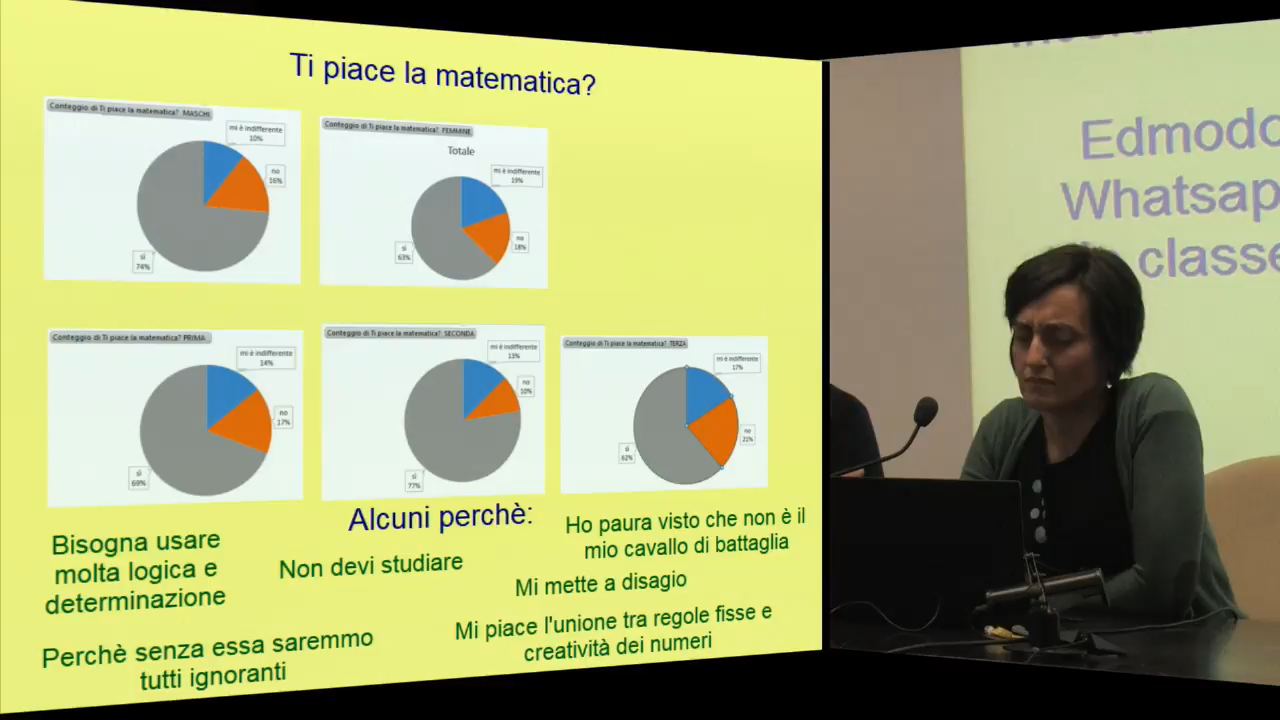 Ti piace la matematica?
Conteggio di Ti piace la matematica? MASCHI
mi è indifferente
10%
no
16%
sì
74%
Conteggio di Ti piace la matematica? FEMMINE
Totale
mi è indifferente
19%
no
18%
sì
63%
Conteggio di Ti piace la matematica? PRIMA
mi è indifferente
14%
no
17%
sì
69%
Conteggio di Ti piace la matematica? SECONDA
mi è indifferente
13%
no
10%
sì
77%
Conteggio di Ti piace la matematica? TERZA
mi è indifferente
17%
no
21%
sì
62%
Alcuni perchè:
Bisogna usare
molta logica e
determinazione
Non devi studiare
Ho paura visto che non è il
mio cavallo di battaglia
Mi mette a disagio
Perchè senza essa saremmo
tutti ignoranti
Mi piace l'unione tra regole fisse e
creatività dei numeri
Edmodo
Whatsap
classe